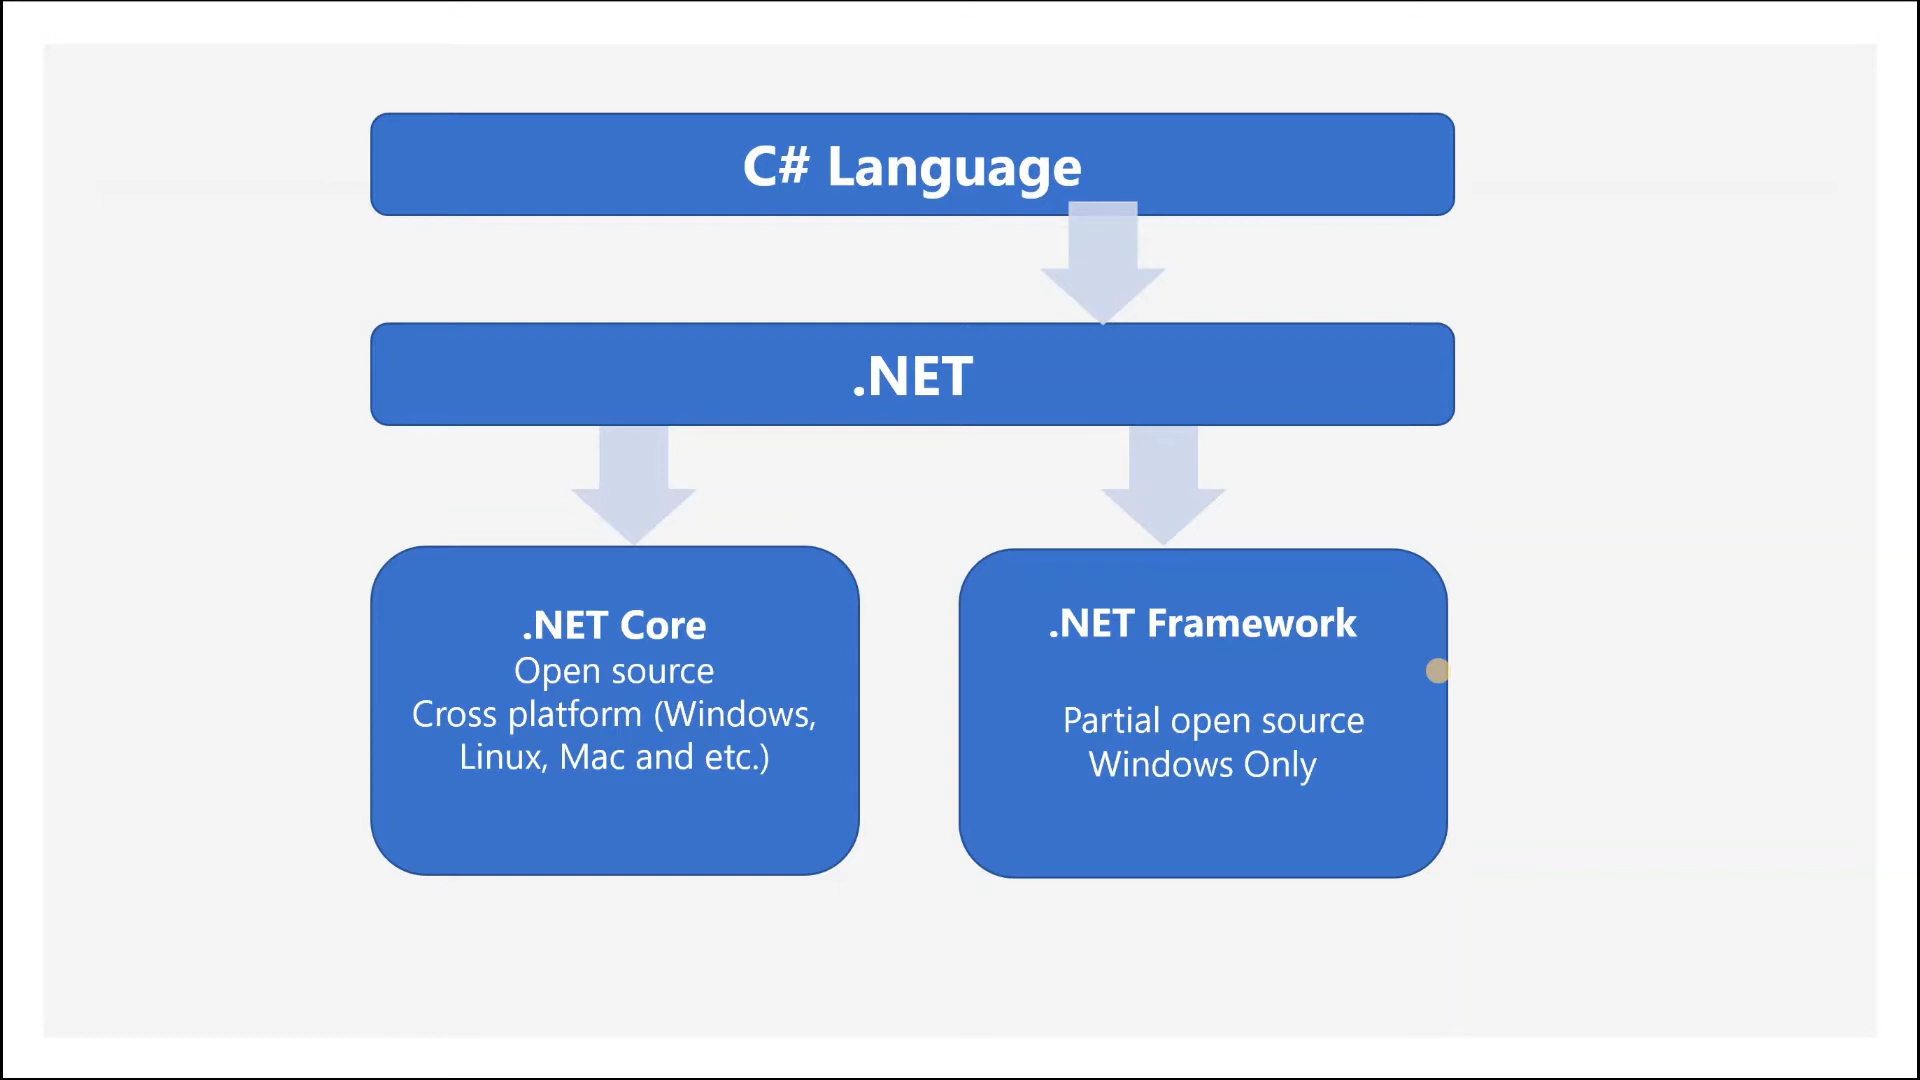 C# Language
.NET
.NET Core
Open source
Cross platform (Windows,
Linux, Mac and etc.)
.NET Framework
Partial open source
Windows Only